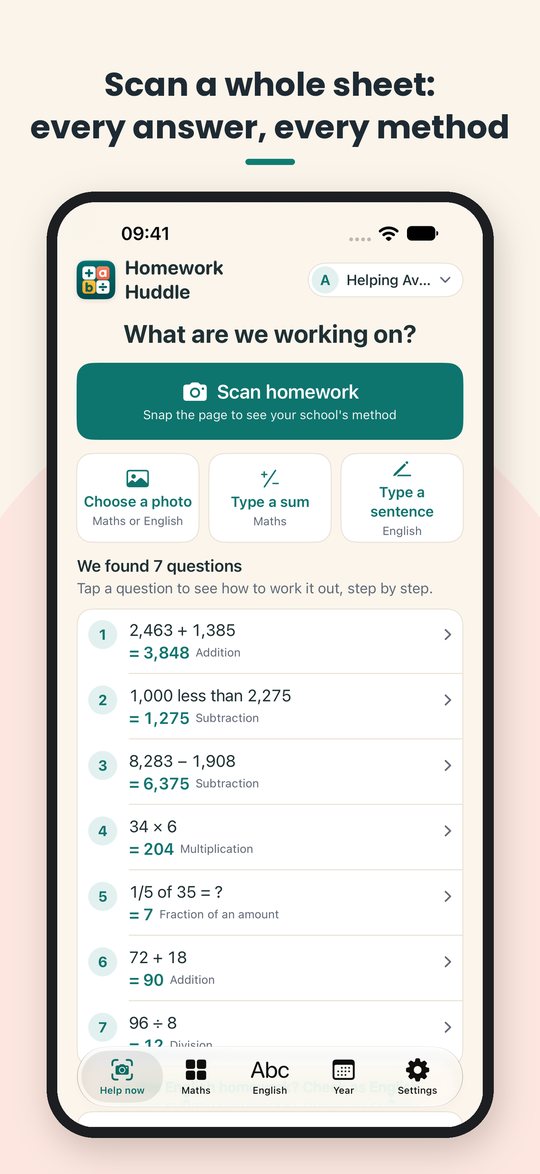 Scan a whole sheet:
every answer, every method
09:41
Homework
Huddle
A Helping Av...
What are we working on?
Scan homework
Snap the page to see your school's method
Choose a photo
Maths or English
Type a sum
Maths
Type a
sentence
English
We found 7 questions
Tap a question to see how to work it out, step by step.
1 2,463 + 1,385
= 3,848 Addition
2 1,000 less than 2,275
= 1,275 Subtraction
3 8,283 – 1,908
= 6,375 Subtraction
4 34 × 6
= 204 Multiplication
5 1/5 of 35 = ?
= 7 Fraction of an amount
6 72 + 18
= 90 Addition
7 96 ÷ 8
= 12 Division
Help now
Maths
Abc
English
Year
Settings